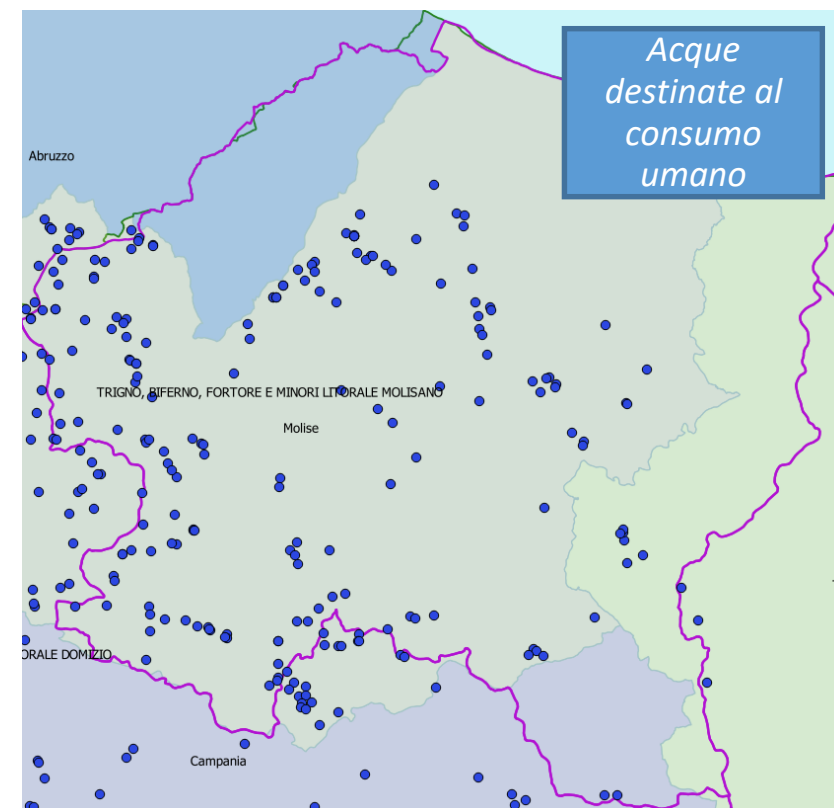 Acque
destinate al
consumo
umano
Abruzzo
TRIGNO, BIFERNO, FORTORE E MINORI LITORALE MOLISANO
Molise
ORALE DOMIZIO
Campania